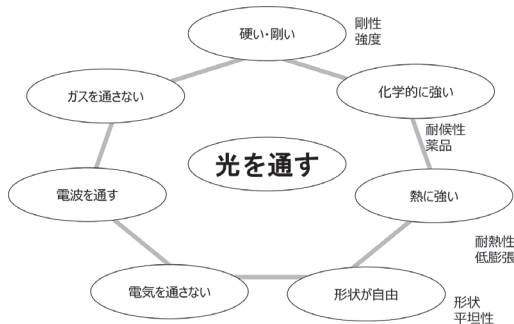 硬い・剛い
剛性
強度
ガスを通さない
化学的に強い
耐候性
薬品
光を通す
電波を通す
熱に強い
耐熱性
低膨張
電気を通さない
形状が自由
形状
平坦性